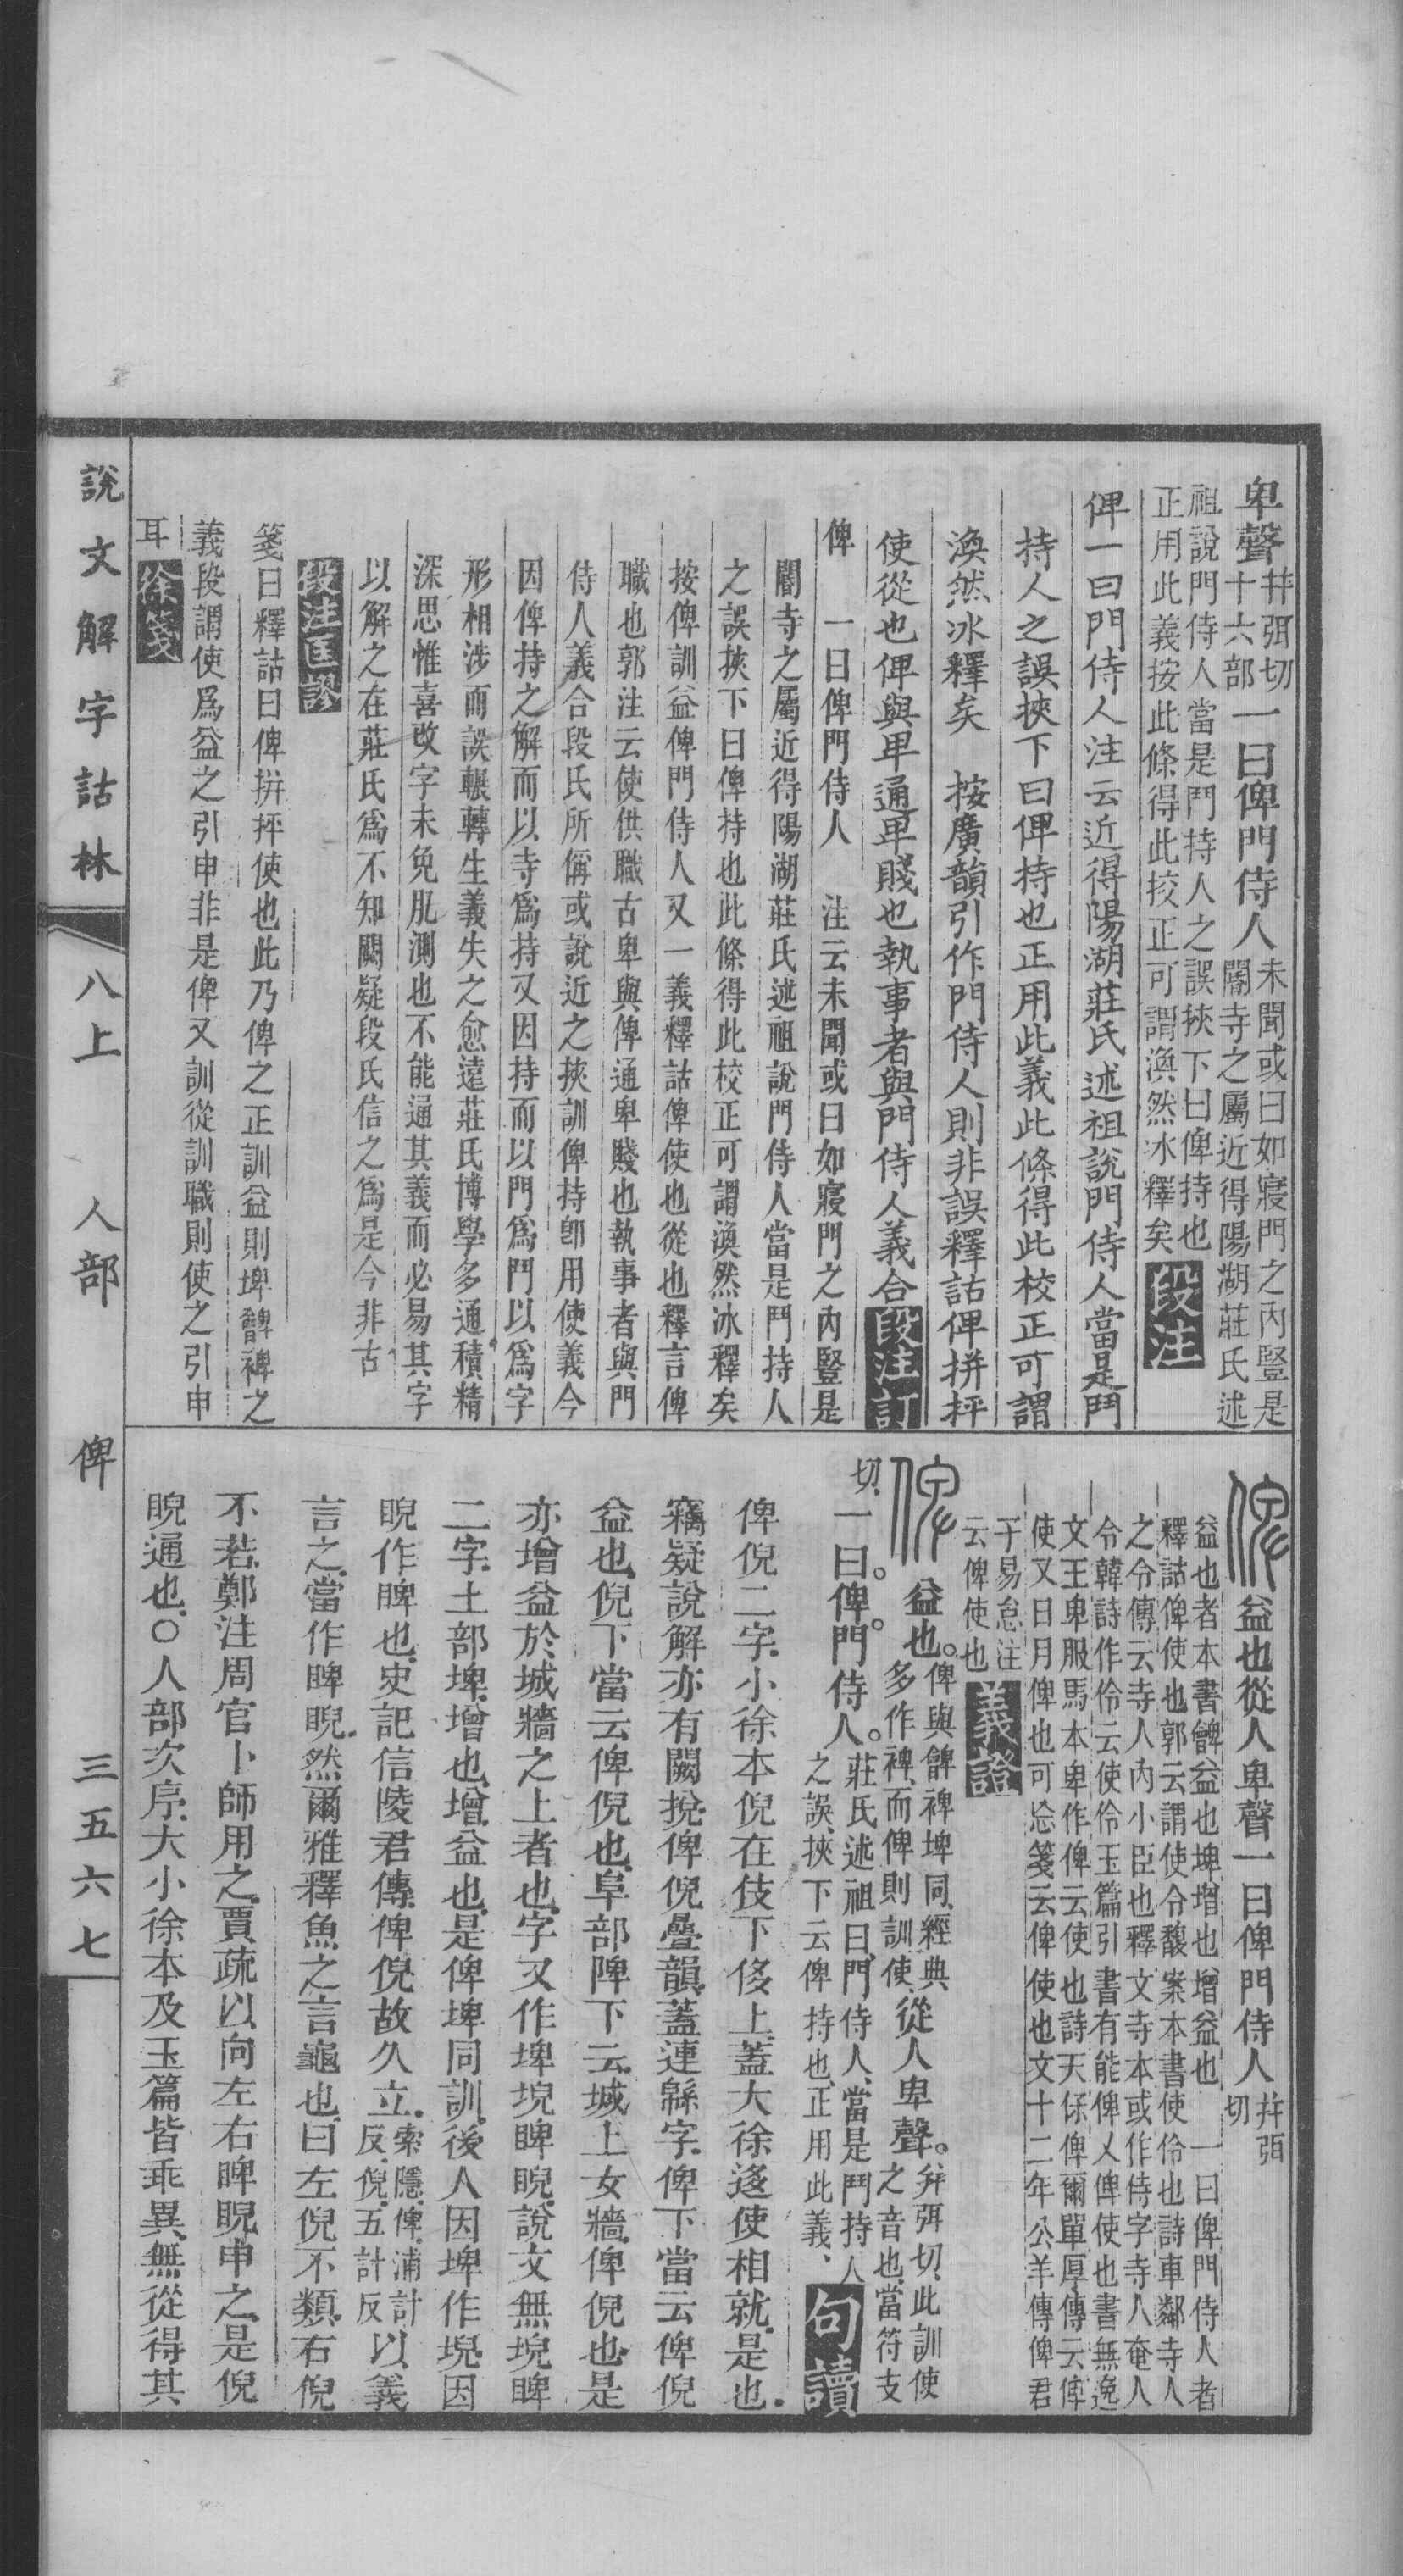 卑聲
幷弭切
十六部
一曰俾門侍人
未聞或曰如寢門之內豎是
閽寺之屬近得陽湖莊氏述
祖說門侍人當是鬥持人之誤挾下曰俾持也
正用此義按此條得此挍正可謂渙然冰釋矣
段注
俾一曰門侍人注云近得陽湖莊氏述祖說門侍人當是鬥
持人之誤挾下曰俾持也正用此義此條得此校正可謂
渙然冰釋矣　按廣韻引作門侍人則非誤釋詁俾拼抨
使從也俾與卑通卑賤也執事者與門侍人義合
段注訂
俾　一曰俾門侍人　注云未聞或曰如寢門之內豎是
閽寺之屬近得陽湖莊氏述祖說門侍人當是鬥持人
之誤挾下曰俾持也此條得此校正可謂渙然冰釋矣
按俾訓益俾門侍人又一義釋詁俾使也從也釋言俾
職也郭注云使供職古卑與俾通卑賤也執事者與門
侍人義合段氏所偁或說近之挾訓俾持卽用使義今
因俾持之解而以寺爲持又因持而以門爲鬥以爲字
形相涉而誤輾轉生義失之愈遠莊氏博學多通積精
深思惟喜改字未免肊測也不能通其義而必易其字
以解之在莊氏爲不知闕疑段氏信之爲是今非古
段注匡謬
箋曰釋詁曰俾拼抨使也此乃俾之正訓益則埤䪜裨之
義段謂使爲益之引申非是俾又訓從訓職則使之引申
耳
徐箋
益也從人卑聲一曰俾門侍人
幷弭
切
益也者本書䪜益也埤增也增益也　一曰俾門侍人者
釋詁俾使也郭云謂使令馥案本書使伶也詩車鄰寺人
之令傳云寺人內小臣也釋文寺本或作侍字寺人奄人
令韓詩作伶云使伶玉篇引書有能俾乂俾使也書無逸
文王卑服馬本卑作俾云使也詩天保俾爾單厚傳云俾
使又日月俾也可忘箋云俾使也文十二年公羊傳俾君
子易怠注
云俾使也
義證
益也。
俾與䪜裨埤同、經典
多作裨、而俾則訓使、
從人卑聲。
幷弭切、此訓使
之音也、當符支
切、
一曰。俾。門侍人。
莊氏述祖曰、門侍人、當是鬥持人
之誤、挾下云俾持也、正用此義、
句讀
俾倪二字、小徐本倪在伎下侈上、蓋大徐迻使相就、是也、
竊疑說解亦有闕挩、俾倪疊韻、蓋連緜字、俾下當云俾倪
益也、倪下當云俾倪也、阜部陴下云、城上女牆、俾倪也、是
亦增益於城牆之上者也、字又作埤堄睥睨、說文無堄睥
二字、土部埤、增也、增、益也、是俾埤同訓、後人因埤作堄、因
睨作睥也、史記信陵君傳、俾倪故久立、
索隱、俾、浦計
反、倪、五計反
以義
言之、當作睥睨、然爾雅釋魚之言龜也、曰左倪不類、右倪
不若、鄭注周官卜師用之、賈疏以向左右睥睨申之、是倪
睨通也、〇人部次序、大小徐本及玉篇皆乖異、無從得其
說文解字詁林
八上　人部　俾
三五六七